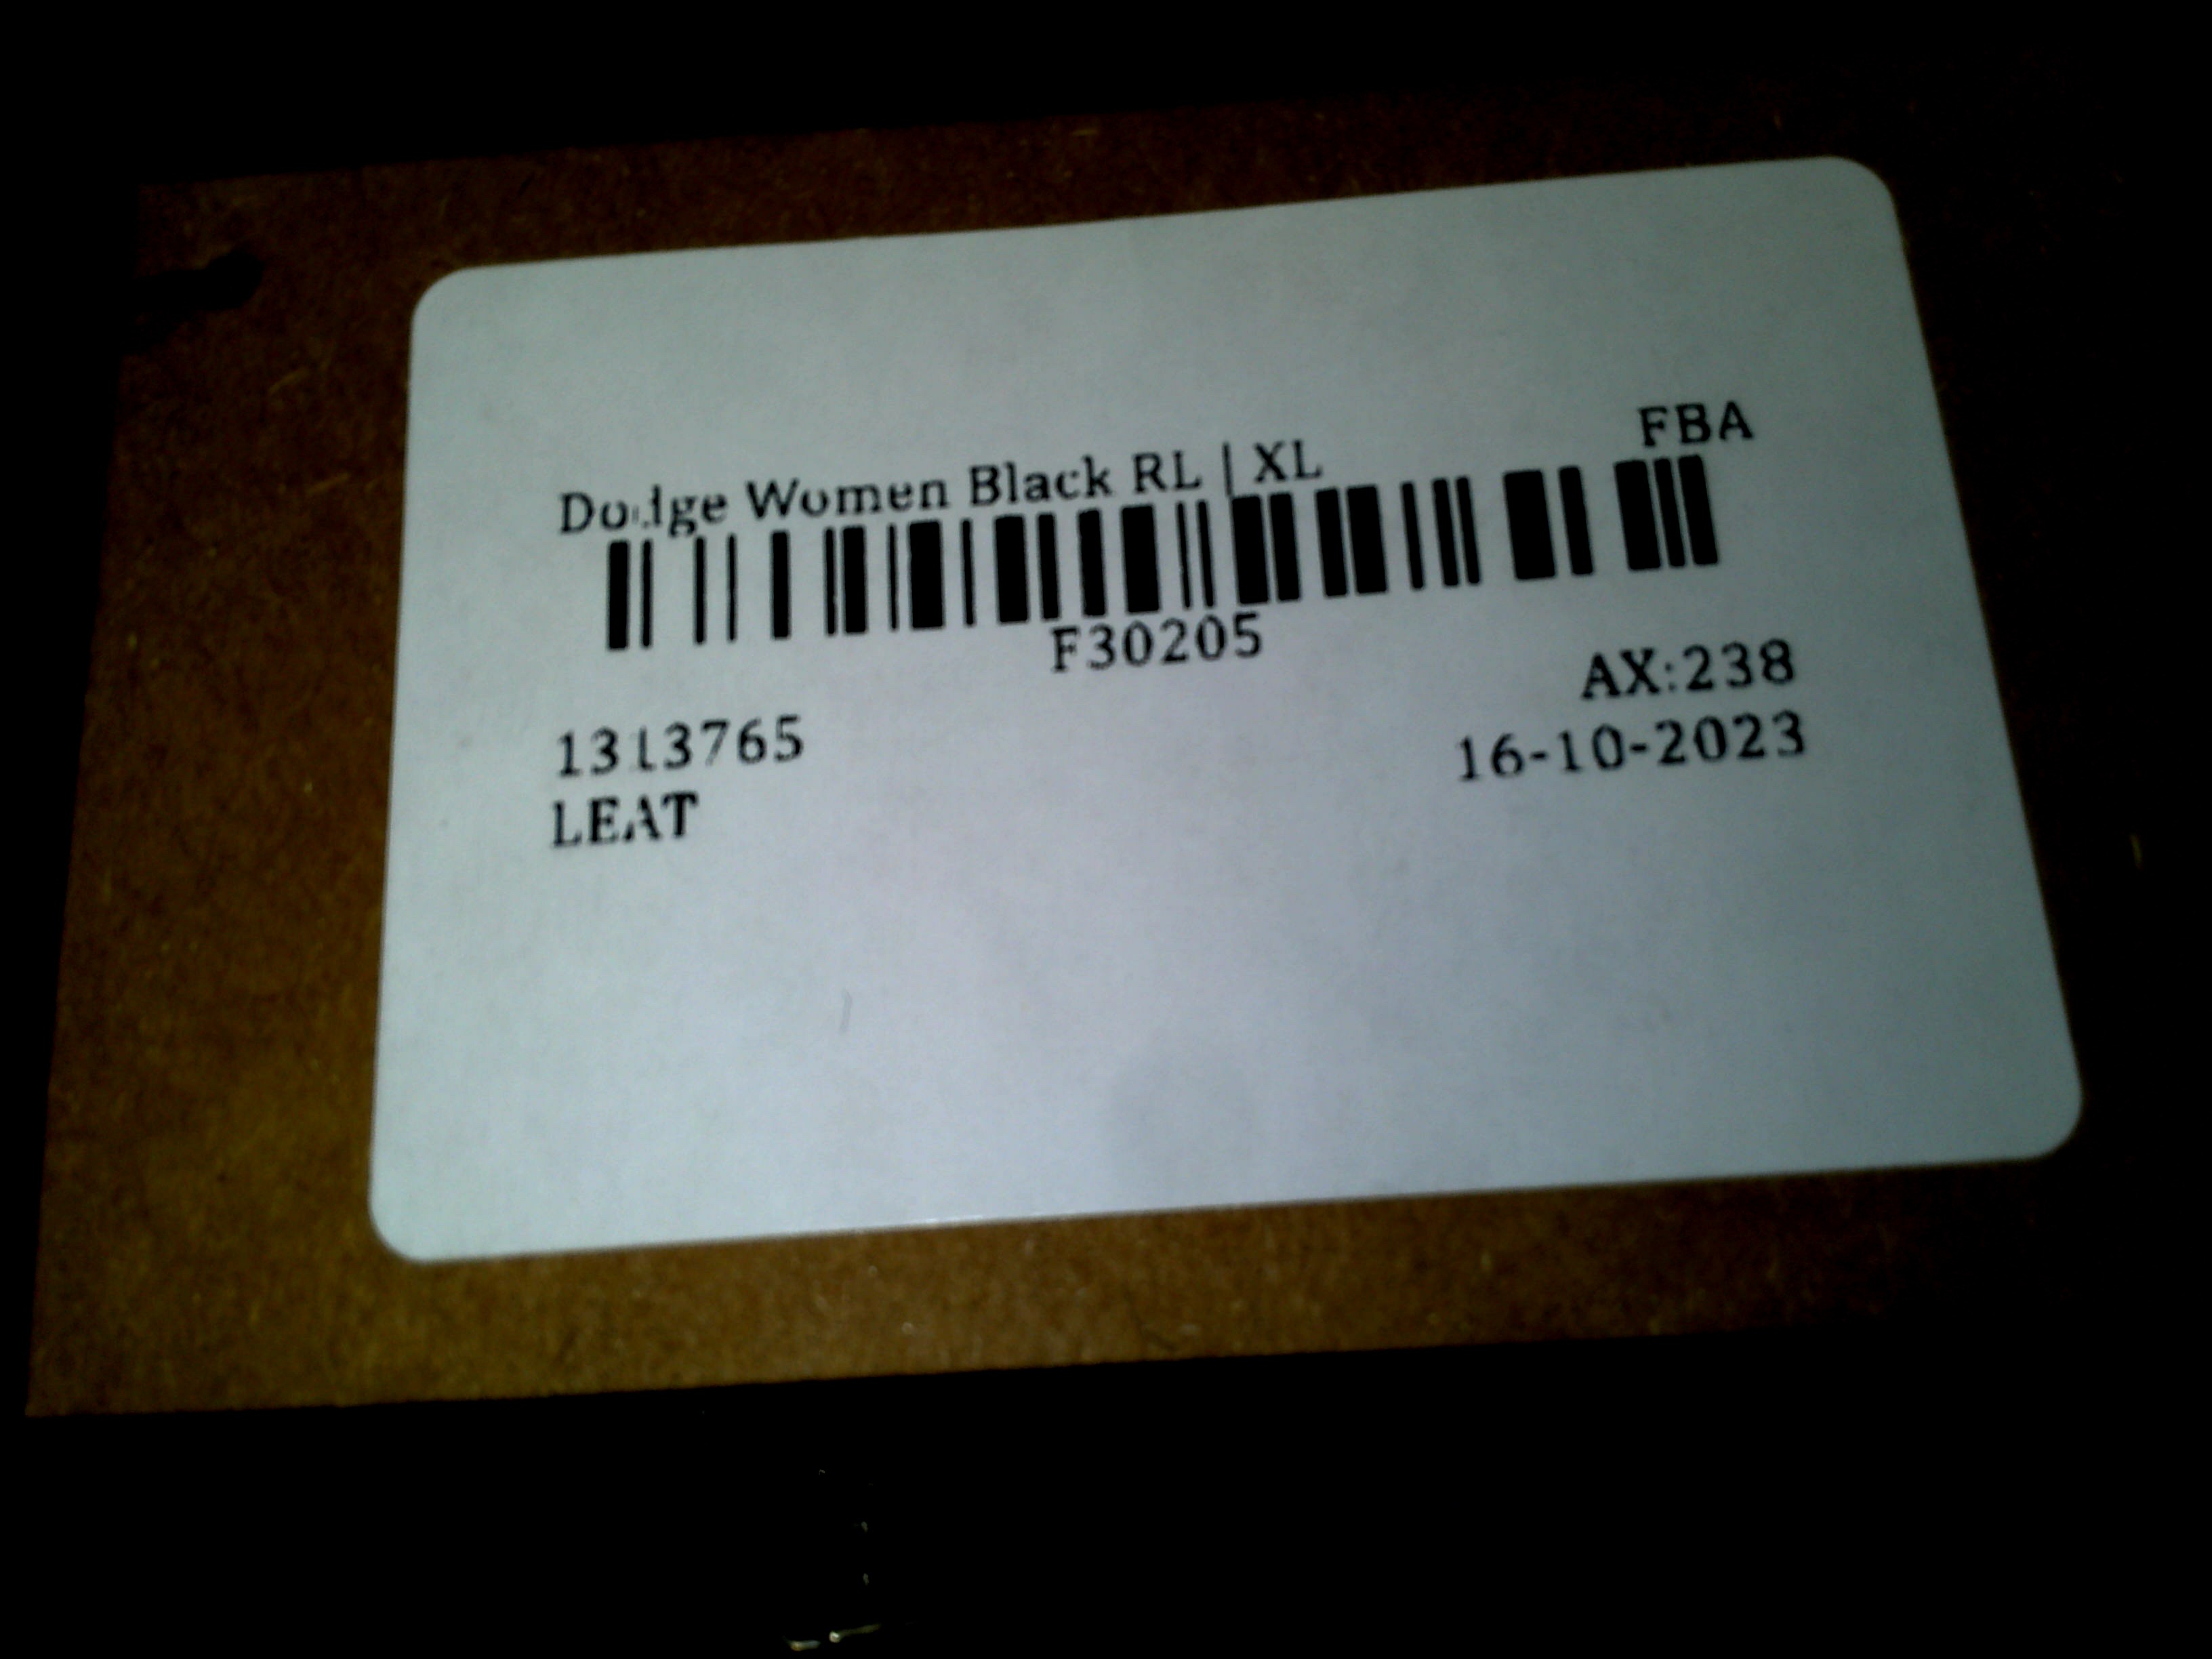 FBA
Dodge Women Black RL | XL
F30205
AX:238
1313765
16-10-2023
LEAT